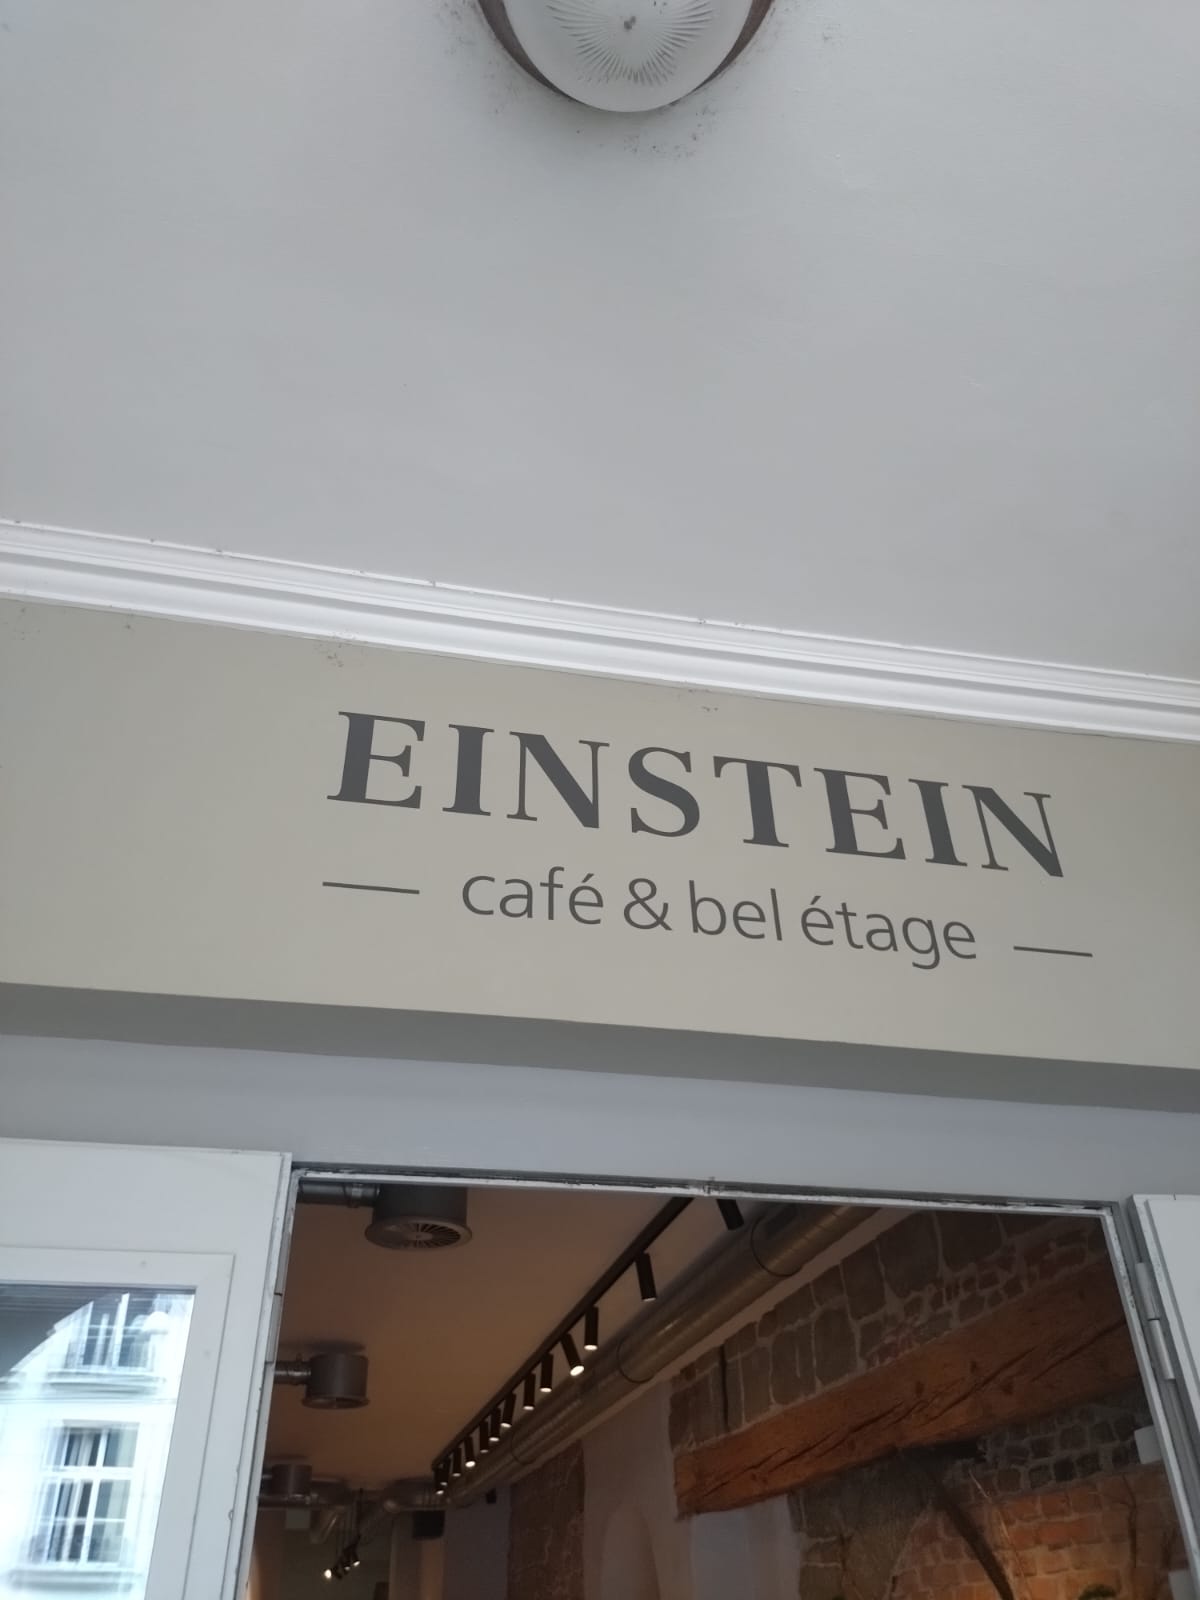 EINSTEIN
— café & bel étage —